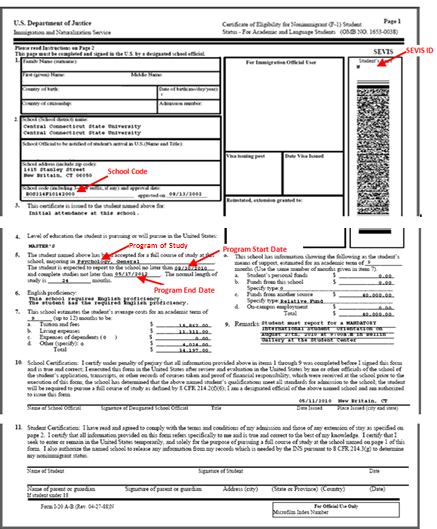 U.S. Department of Justice
Immigration and Naturalization Service
Certificate of Eligibility for Nonimmigrant (F-1) Student
Status - For Academic and Language Students (OMB NO. 1653-0038)
Page 1
Please read Instructions on Page 2
This page must be completed and signed in the U.S. by a designated school official.
SEVIS
SEVIS ID
1. Family Name (surname):
First (given) Name: Middle Name:
Country of birth: Date of birth(mo/day/year):
Country of citizenship: Admission number:
For Immigration Official Use
Student's
2. School (School district) name:
Central Connecticut State University
Central Connecticut State University
School Official to be notified of student's arrival in U.S.(Name and Title):
School address (include zip code):
1615 Stanley Street
New Britain, CT 06050
School Code
School code (including 3-digit suffix, if any) and approval date:
BOS214F10142000 approved on 08/13/2002
Visa issuing post Date Visa Issued
Reinstated, extension granted to:
3. This certificate is issued to the student named above for:
Initial attendance at this school.
4. Level of education the student is pursuing or will pursue in the United States:
MASTER'S
Program of Study
5. The student named above has been accepted for a full course of study at this
school, majoring in Psychology, General
The student is expected to report to the school no later than 08/30/2010
and complete studies not later than 05/17/2012 The normal length of
study is 24 months.
Program Start Date
Program End Date
6. English proficiency:
This school requires English proficiency.
The student has the required English proficiency.
7. This school estimates the student's average costs for an academic term of
9 (up to 12) months to be.
a. Tuition and fees $
b. Living expenses $
c. Expenses of dependents (0 ) $ 0.00
d. Other (specify): $
Total $
8. This school has information showing the following as the student's
means of support, estimated for an academic term of 9
months (Use the same number of months given in item 7).
a. Student's personal funds $ 0.00
b. Funds from this school $ 0.00
Specify type
c. Funds from another source $ 40,000.00
Specify type
d. On-campus employment $ 0.00
Total $ 40,000.00
9. Remarks: Student must report for a MANDATORY
International Student Orientation on
Gallery at the Student Center
10. School Certification: I certify under penalty of perjury that all information provided above in items 1 through 9 was completed before I signed this form
and is true and correct; I executed this form in the United States after review and evaluation in the United States by me or other officials of the school of
the student's application, transcripts, or other records of courses taken and proof of financial responsibility, which were received at the school prior to the
execution of this form; the school has determined that the above named student's qualifications meet all standards for admission to the school; the student
will be required to pursue a full course of study as defined by 8 CFR 214.2(f)(6); I am a designated official of the above named school and am authorized
to issue this form.
05/11/2010 New Britain, CT
Name of School Official Signature of Designated School Official Title Date Issued Place Issued (city and state)
11. Student Certification: I have read and agreed to comply with the terms and conditions of my admission and those of any extension of stay as specified on
page 2. I certify that all information provided on this form refers specifically to me and is true and correct to the best of my knowledge. I certify that I
seek to enter or remain in the United States temporarily, and solely for the purpose of pursuing a full course of study at the school named on page 1 of
this form. I also authorize the named school to release any information from my records which is needed by the INS pursuant to 8 CFR 214.3(g) to determine
my nonimmigrant status.
Name of Student Signature of Student Date
Name of parent or guardian Signature of parent or guardian Address (city) (State or Province) (Country) (Date)
If student under 18
Form I-20 A-B (Rev. 04-27-88)N
For Official Use Only
Microfilm Index Number